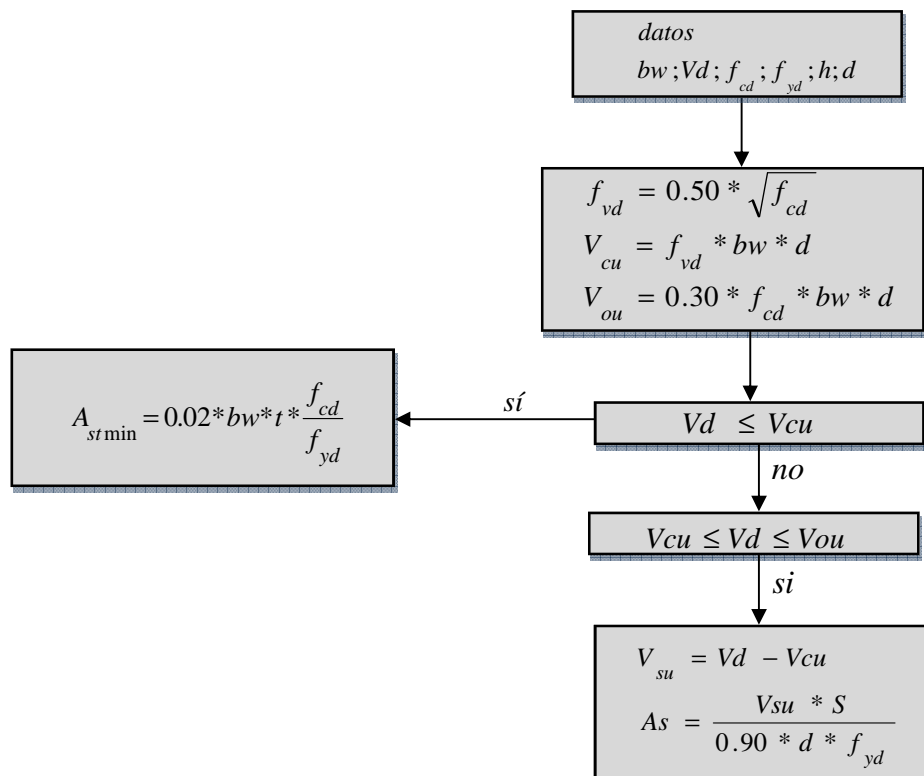 datos
bw ; Vd ; f_cd ; f_yd ; h; d
f_vd = 0.50 * √f_cd
V_cu = f_vd * bw * d
V_ou = 0.30 * f_cd * bw * d
A_st min = 0.02 * bw * t * f_cd / f_yd
sí
Vd ≤ Vcu
no
Vcu ≤ Vd ≤ Vou
si
V_su = Vd − Vcu
As = Vsu * S / 0.90 * d * f_yd